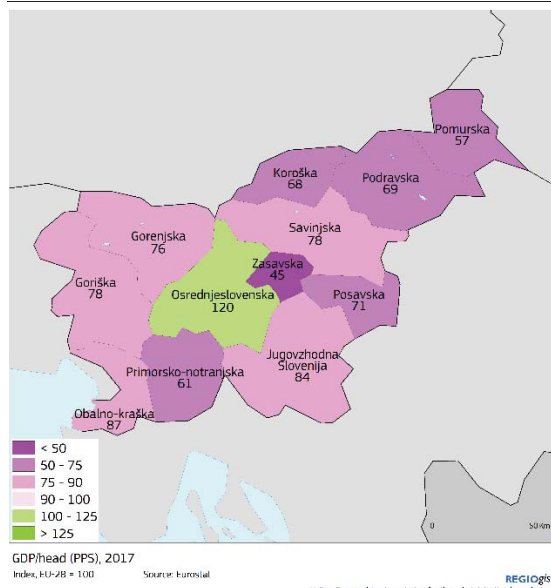 Pomurska
57
Koroška
68
Podravska
69
Savinjska
78
Gorenjska
76
Zasavska
45
Goriška
78
Osrednjeslovenska
120
Posavska
71
Jugovzhodna
Slovenija
84
Primorsko-notranjska
61
Obalno-kraška
87
< 50
50 - 75
75 - 90
90 - 100
100 - 125
> 125
0 50 Km
GDP/head (PPS), 2017
Index, EU-28 = 100 Source: Eurostat
REGIOgis